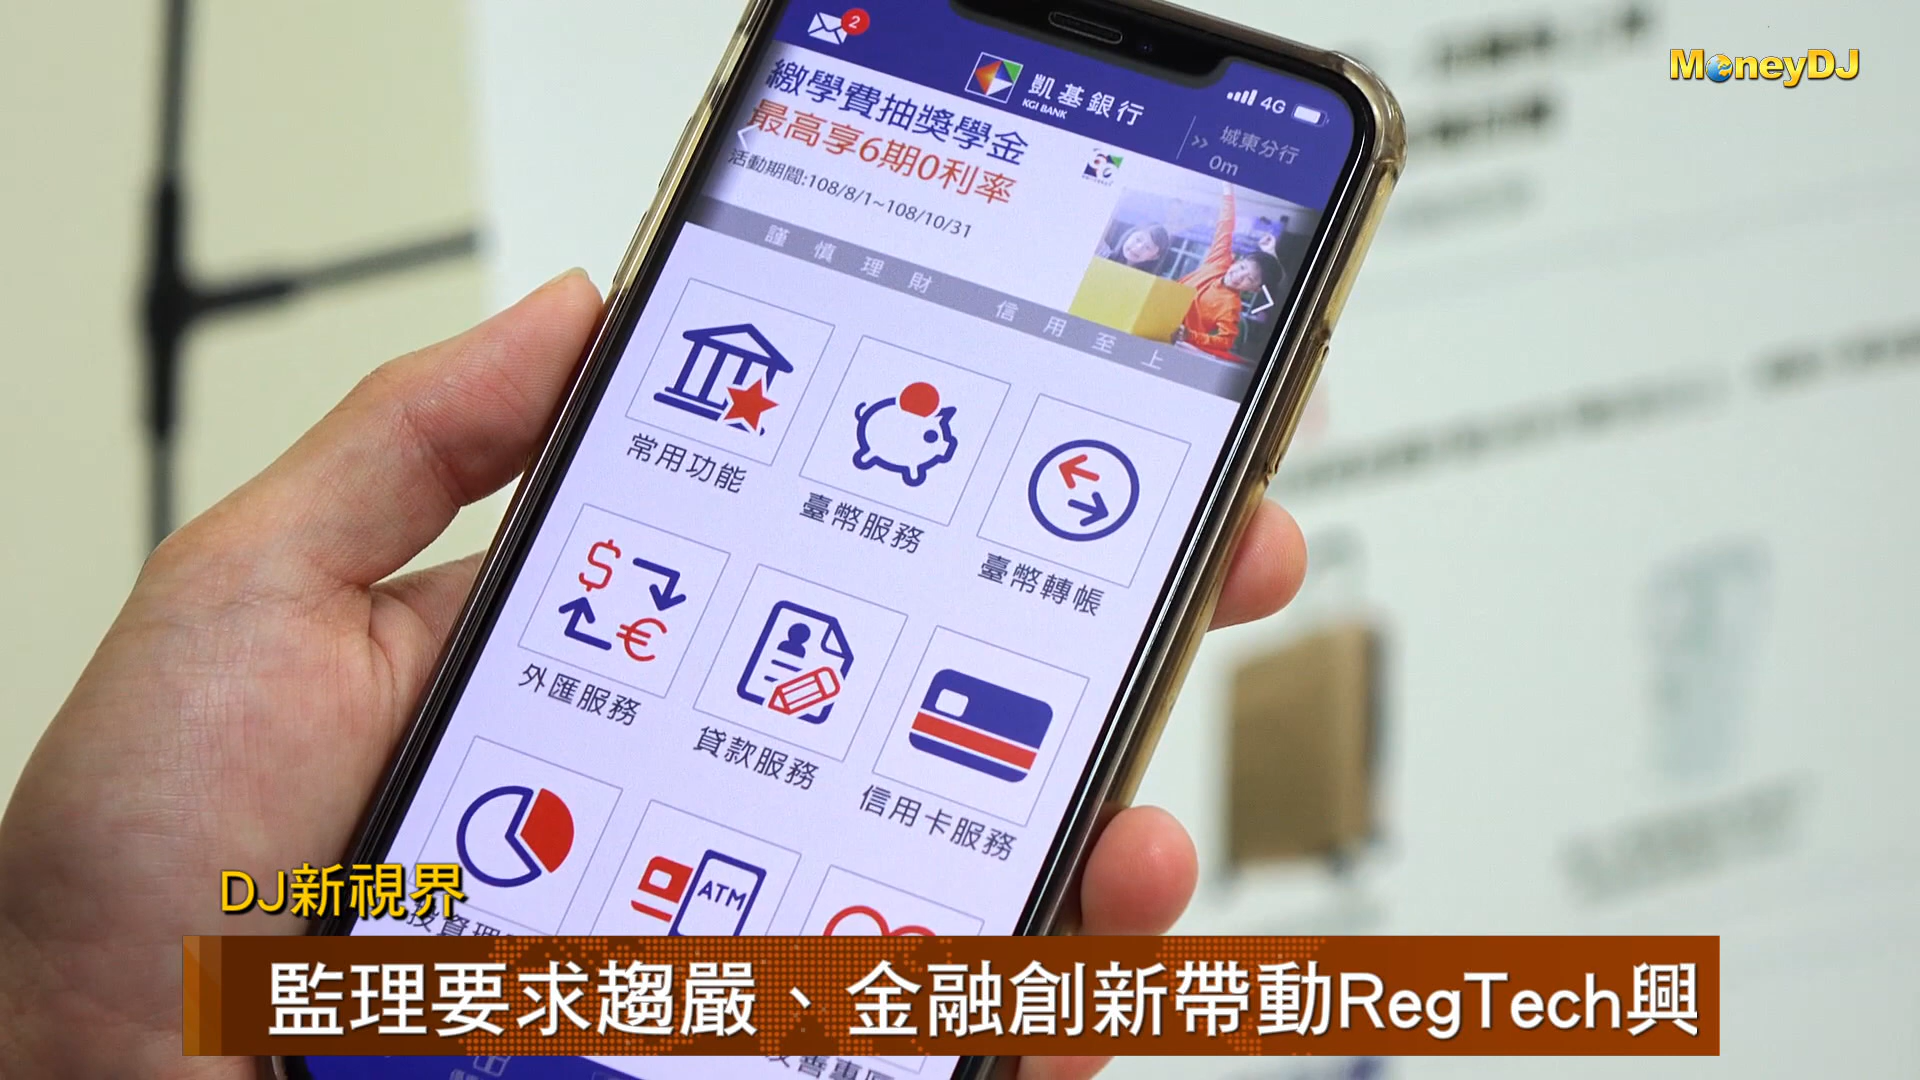 MoneyDJ
2
凱基銀行
KGI BANK
4G
城東分行
0m
繳學費抽獎學金
最高享6期0利率
活動期間:108/8/1~108/10/31
謹慎理財 信用至上
常用功能
臺幣服務
臺幣轉帳
外匯服務
貸款服務
信用卡服務
ATM
DJ新視界
監理要求趨嚴、金融創新帶動RegTech興